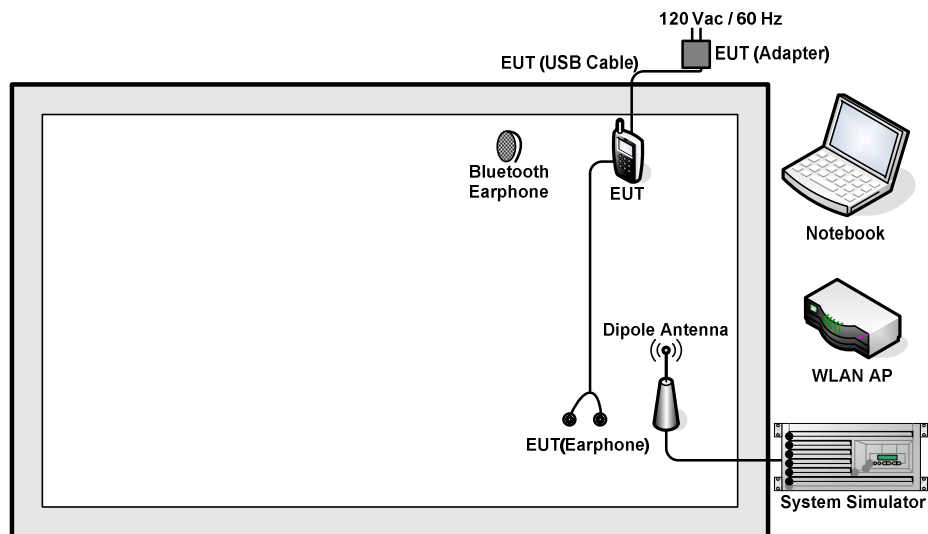 120 Vac / 60 Hz
EUT (USB Cable)
EUT (Adapter)
Bluetooth
Earphone
EUT
Notebook
Dipole Antenna
WLAN AP
EUT(Earphone)
System Simulator